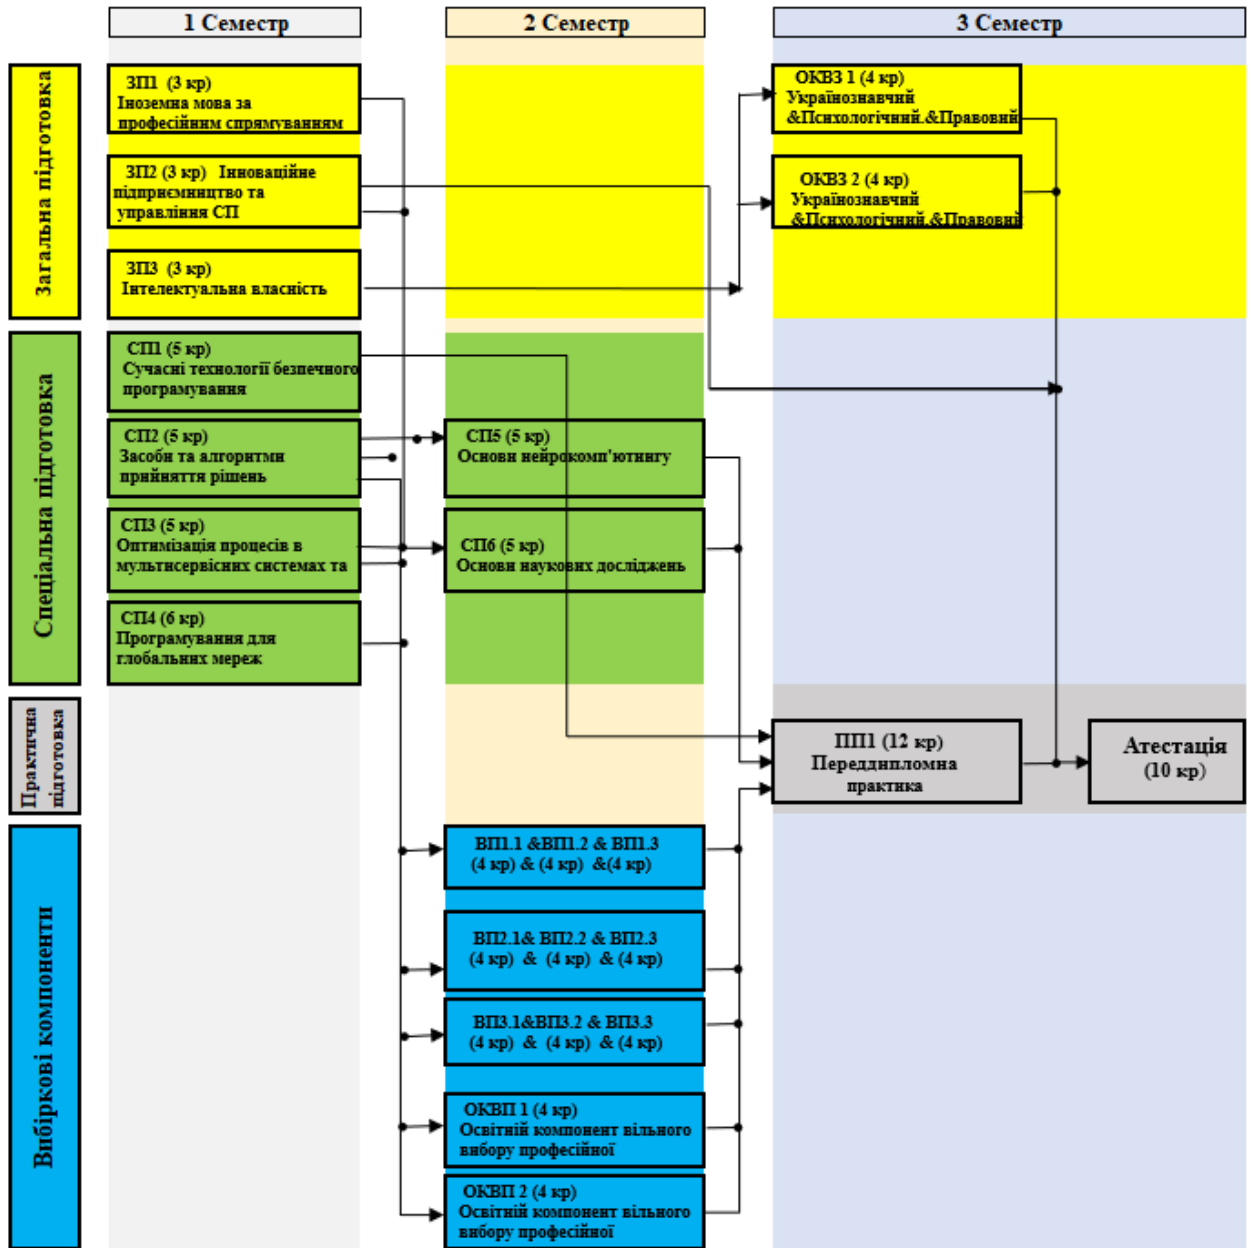 1 Семестр
2 Семестр
3 Семестр
Загальна підготовка
ЗП1 (3 кр)
Іноземна мова за
професійним спрямуванням
ЗП2 (3 кр) Інноваційне
підприємництво та
управління СП
ЗП3 (3 кр)
Інтелектуальна власність
ОКВЗ 1 (4 кр)
Українознавчий
&Психологічний.&Правовий
ОКВЗ 2 (4 кр)
Українознавчий
&Психологічний.&Правовий
Спеціальна підготовка
СП1 (5 кр)
Сучасні технології безпечного
програмування
СП2 (5 кр)
Засоби та алгоритми
прийняття рішень
СП3 (5 кр)
Оптимізація процесів в
мультисервісних системах та
СП4 (6 кр)
Програмування для
глобальних мереж
СП5 (5 кр)
Основи нейрокомп'ютингу
СП6 (5 кр)
Основи наукових досліджень
Практична
підготовка
ПП1 (12 кр)
Переддипломна
практика
Атестація
(10 кр)
Вибіркові компоненти
ВП1.1 &ВП1.2 & ВП1.3
(4 кр) & (4 кр) &(4 кр)
ВП2.1& ВП2.2 & ВП2.3
(4 кр) & (4 кр) & (4 кр)
ВП3.1&ВП3.2 & ВП3.3
(4 кр) & (4 кр) & (4 кр)
ОКВП 1 (4 кр)
Освітній компонент вільного
вибору професійної
ОКВП 2 (4 кр)
Освітній компонент вільного
вибору професійної